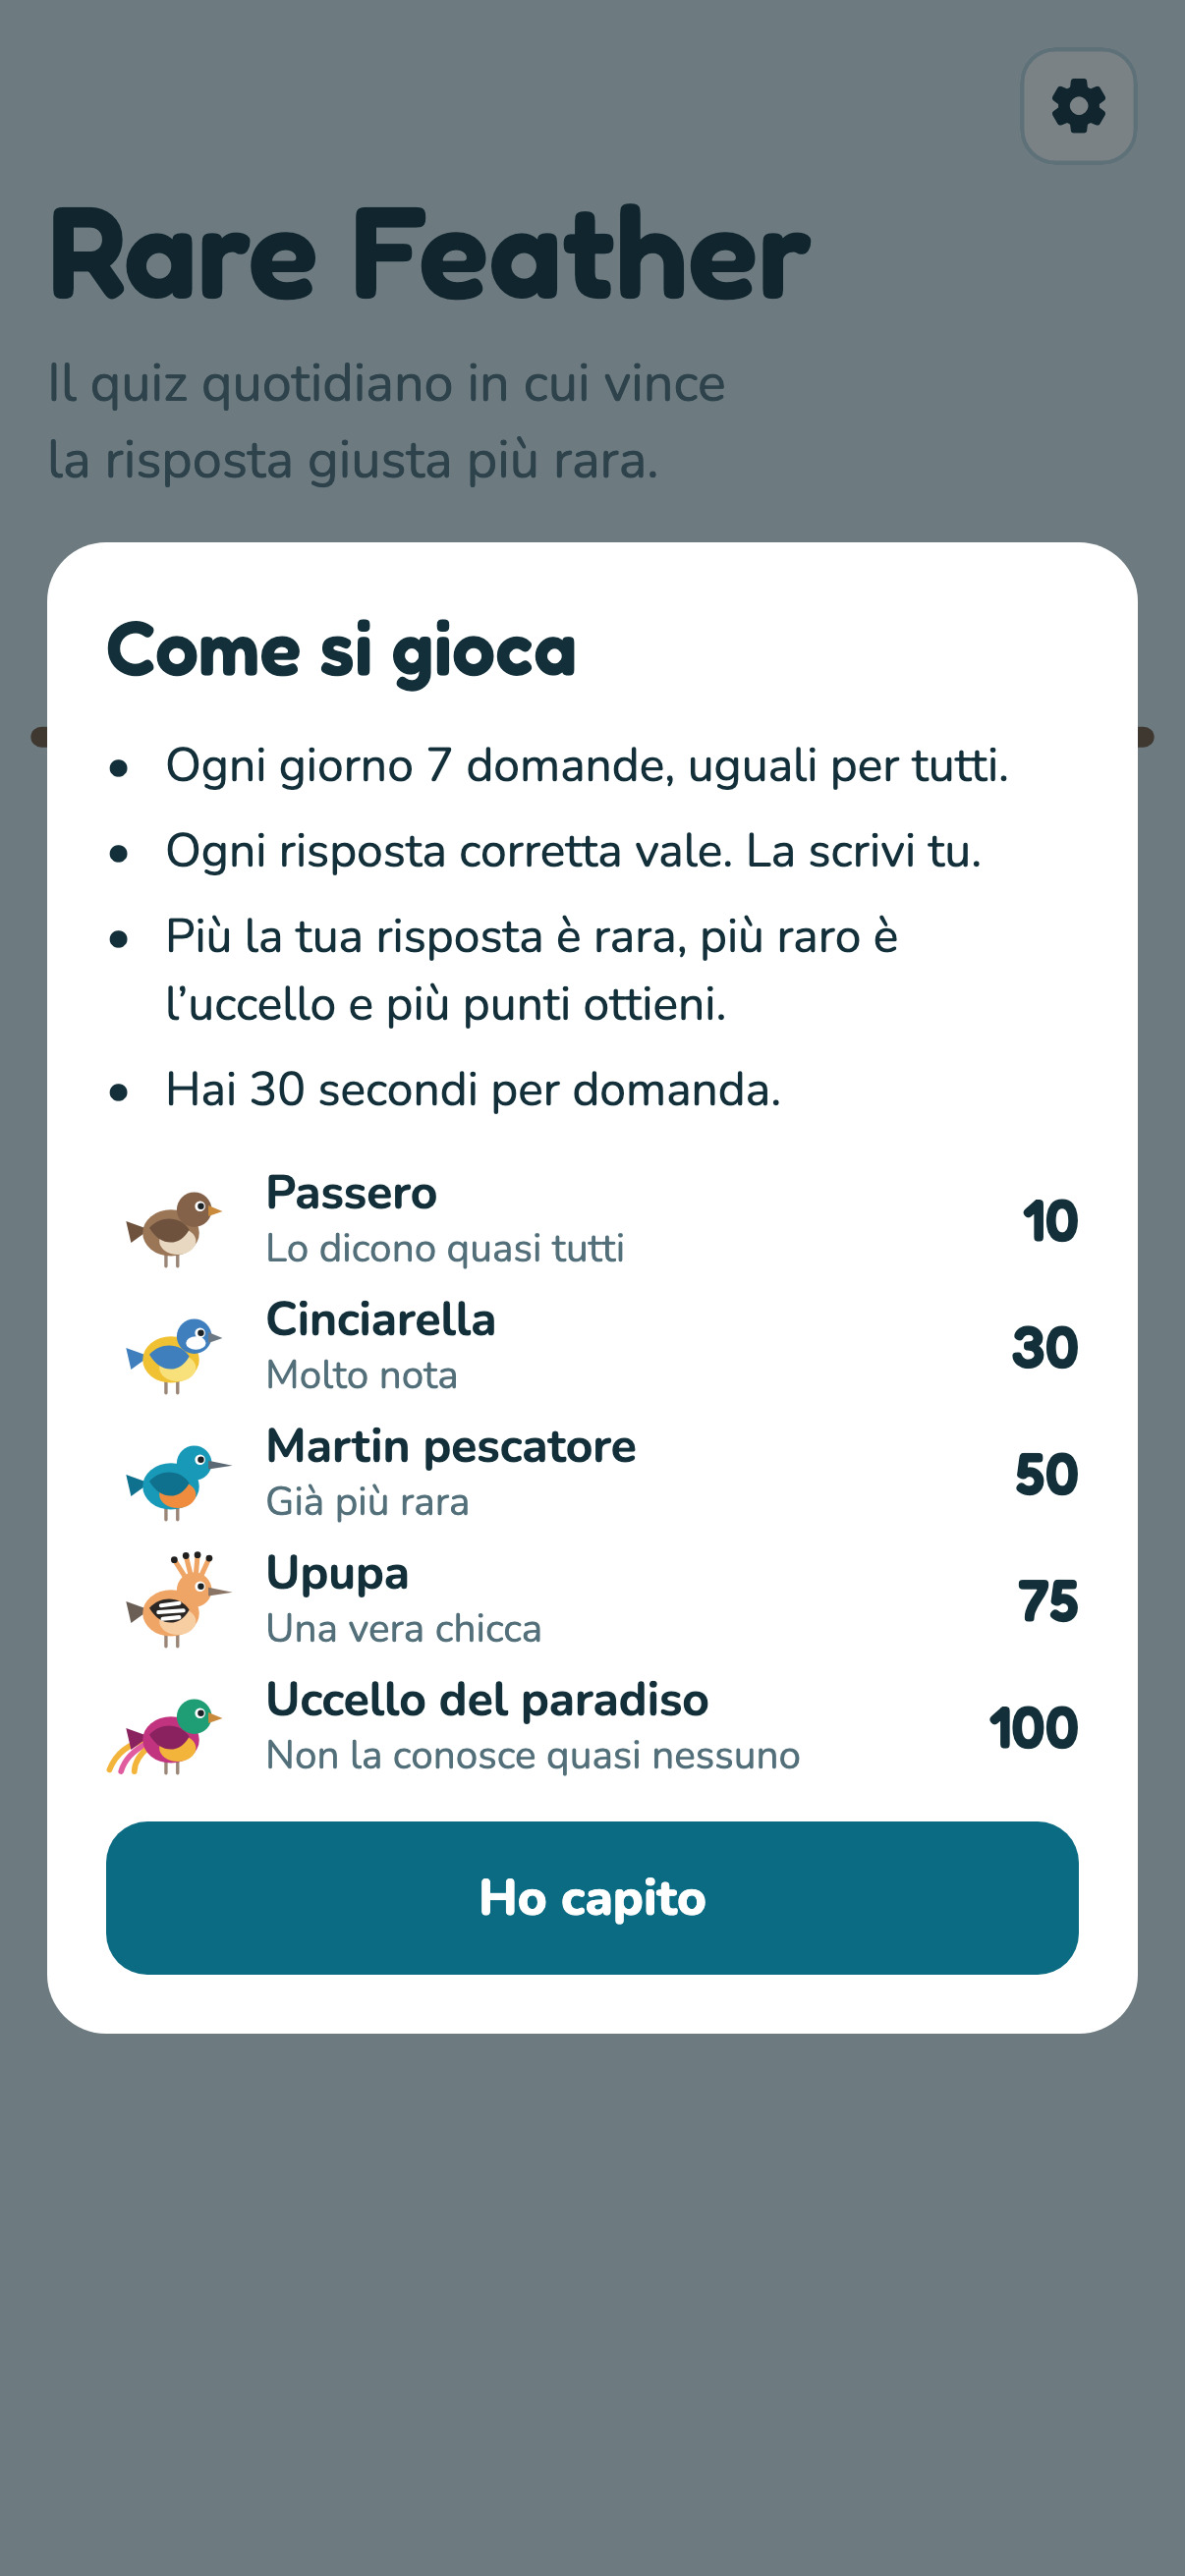 Rare Feather
Il quiz quotidiano in cui vince
la risposta giusta più rara.
Come si gioca
• Ogni giorno 7 domande, uguali per tutti.
• Ogni risposta corretta vale. La scrivi tu.
• Più la tua risposta è rara, più raro è
l’uccello e più punti ottieni.
• Hai 30 secondi per domanda.
Passero
Lo dicono quasi tutti
10
Cinciarella
Molto nota
30
Martin pescatore
Già più rara
50
Upupa
Una vera chicca
75
Uccello del paradiso
Non la conosce quasi nessuno
100
Ho capito